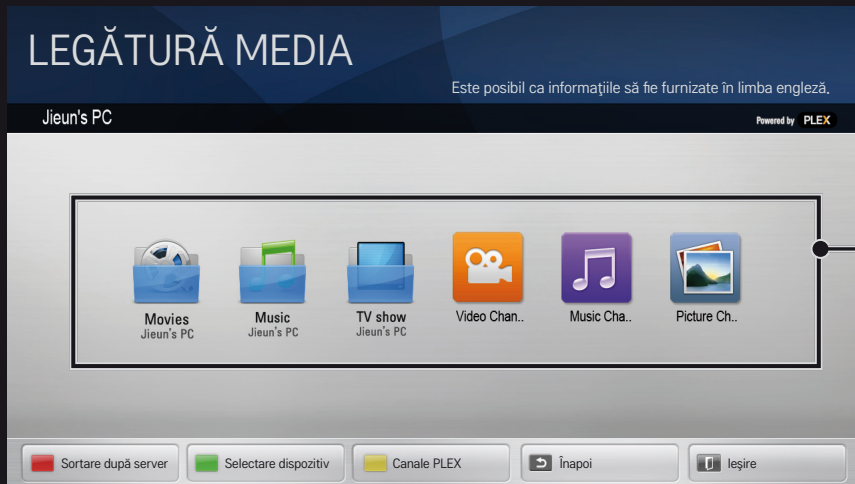 LEGĂTURĂ MEDIA
Este posibil ca informaţiile să fie furnizate în limba engleză.
Jieun's PC
Powered by PLEX
Movies
Jieun's PC
Music
Jieun's PC
TV show
Jieun's PC
Video Chan..
Music Cha..
Picture Ch..
Sortare după server
Selectare dispozitiv
Canale PLEX
Înapoi
Ieşire